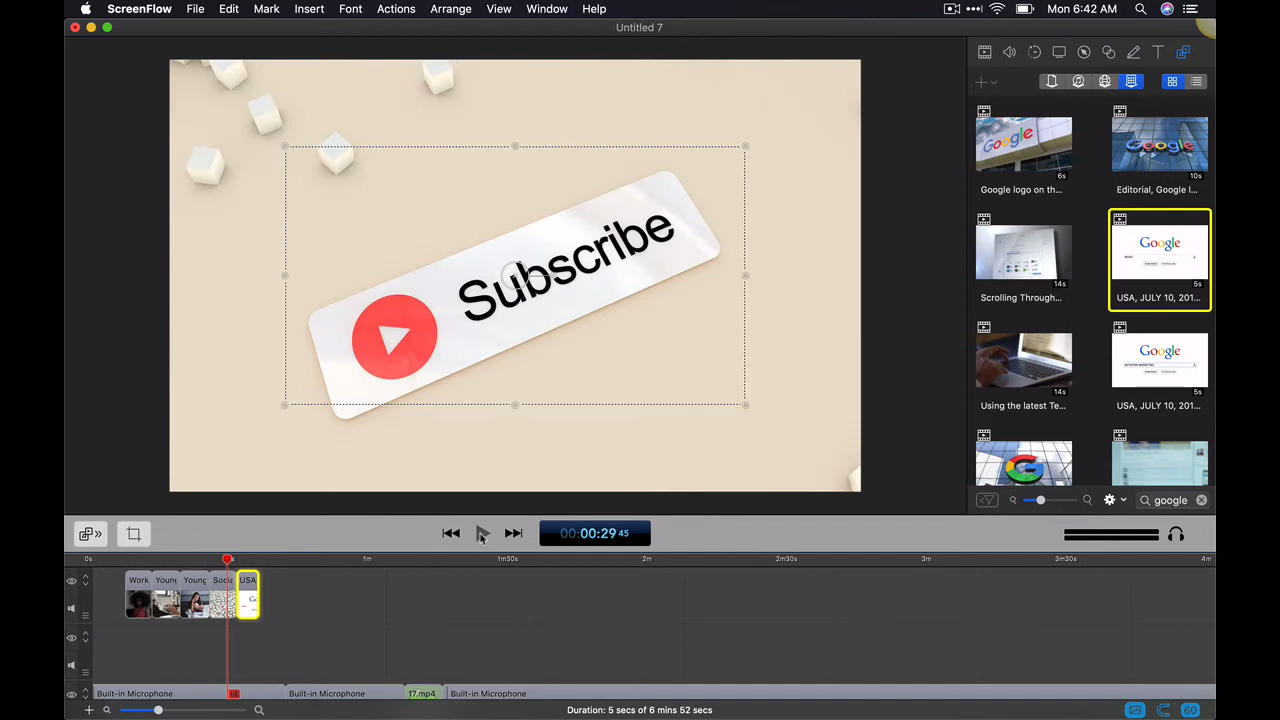 ScreenFlow File Edit Mark Insert Font Actions Arrange View Window Help Mon 6:42 AM
Untitled 7
Subscribe
Google
6s
Google logo on th...
Google
10s
Editorial, Google I...
14s
Scrolling Through...
Google
5s
USA, JULY 10, 201...
14s
Using the latest Te...
Google
5s
USA, JULY 10, 201...
google
00:00:29 45
0s 1m 1m30s 2m 2m30s 3m 3m30s 4m
Work Young Young Socia USA
Built-in Microphone Built-in Microphone 17.mp4 Built-in Microphone
Duration: 5 secs of 6 mins 52 secs
60